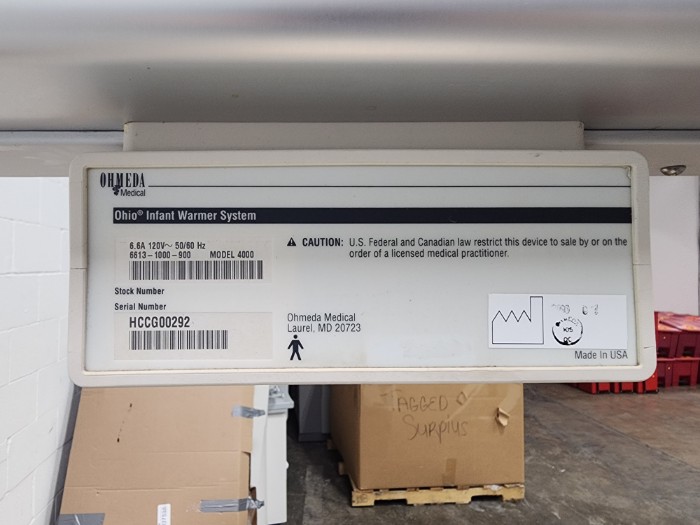 OHMEDA
Medical
Ohio® Infant Warmer System
6.6A 120V~ 50/60 Hz
6613-1000-900 MODEL 4000
Stock Number
Serial Number
HCCG00292
⚠ CAUTION: U.S. Federal and Canadian law restrict this device to sale by or on the
order of a licensed medical practitioner.
Ohmeda Medical
Laurel, MD 20723
QC
Made In USA
TAGGED
Surplus